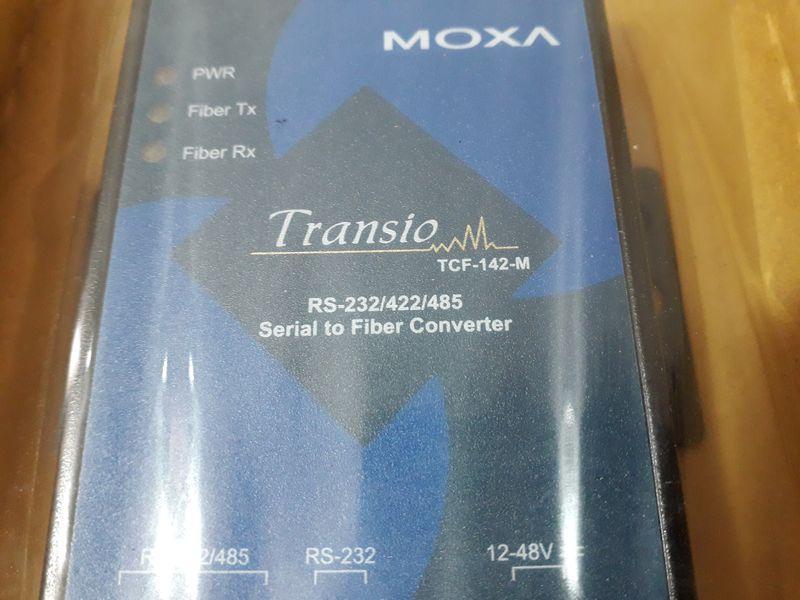 MOXA
PWR
Fiber Tx
Fiber Rx
Transio
TCF-142-M
RS-232/422/485
Serial to Fiber Converter
RS-232
12-48V